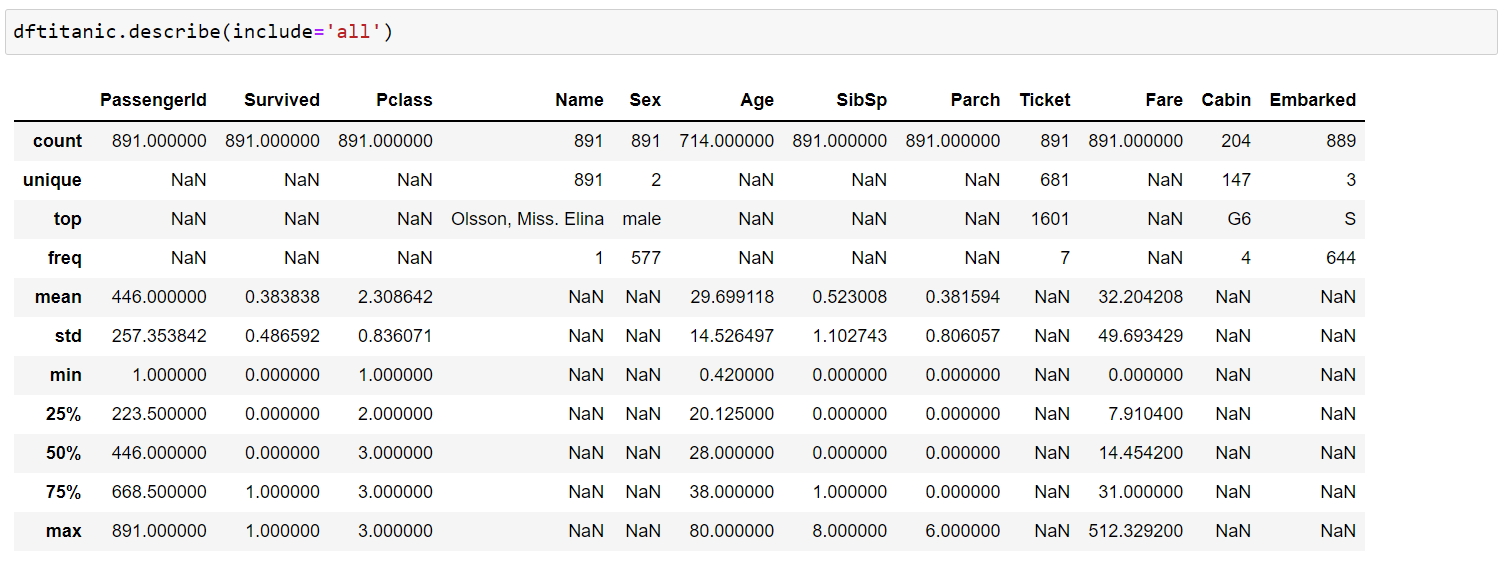 dftitanic.describe(include='all')
PassengerId Survived Pclass Name Sex Age SibSp Parch Ticket Fare Cabin Embarked
count 891.000000 891.000000 891.000000 891 891 714.000000 891.000000 891.000000 891 891.000000 204 889
unique NaN NaN NaN 891 2 NaN NaN NaN 681 NaN 147 3
top NaN NaN NaN Olsson, Miss. Elina male NaN NaN NaN 1601 NaN G6 S
freq NaN NaN NaN 1 577 NaN NaN NaN 7 NaN 4 644
mean 446.000000 0.383838 2.308642 NaN NaN 29.699118 0.523008 0.381594 NaN 32.204208 NaN NaN
std 257.353842 0.486592 0.836071 NaN NaN 14.526497 1.102743 0.806057 NaN 49.693429 NaN NaN
min 1.000000 0.000000 1.000000 NaN NaN 0.420000 0.000000 0.000000 NaN 0.000000 NaN NaN
25% 223.500000 0.000000 2.000000 NaN NaN 20.125000 0.000000 0.000000 NaN 7.910400 NaN NaN
50% 446.000000 0.000000 3.000000 NaN NaN 28.000000 0.000000 0.000000 NaN 14.454200 NaN NaN
75% 668.500000 1.000000 3.000000 NaN NaN 38.000000 1.000000 0.000000 NaN 31.000000 NaN NaN
max 891.000000 1.000000 3.000000 NaN NaN 80.000000 8.000000 6.000000 NaN 512.329200 NaN NaN